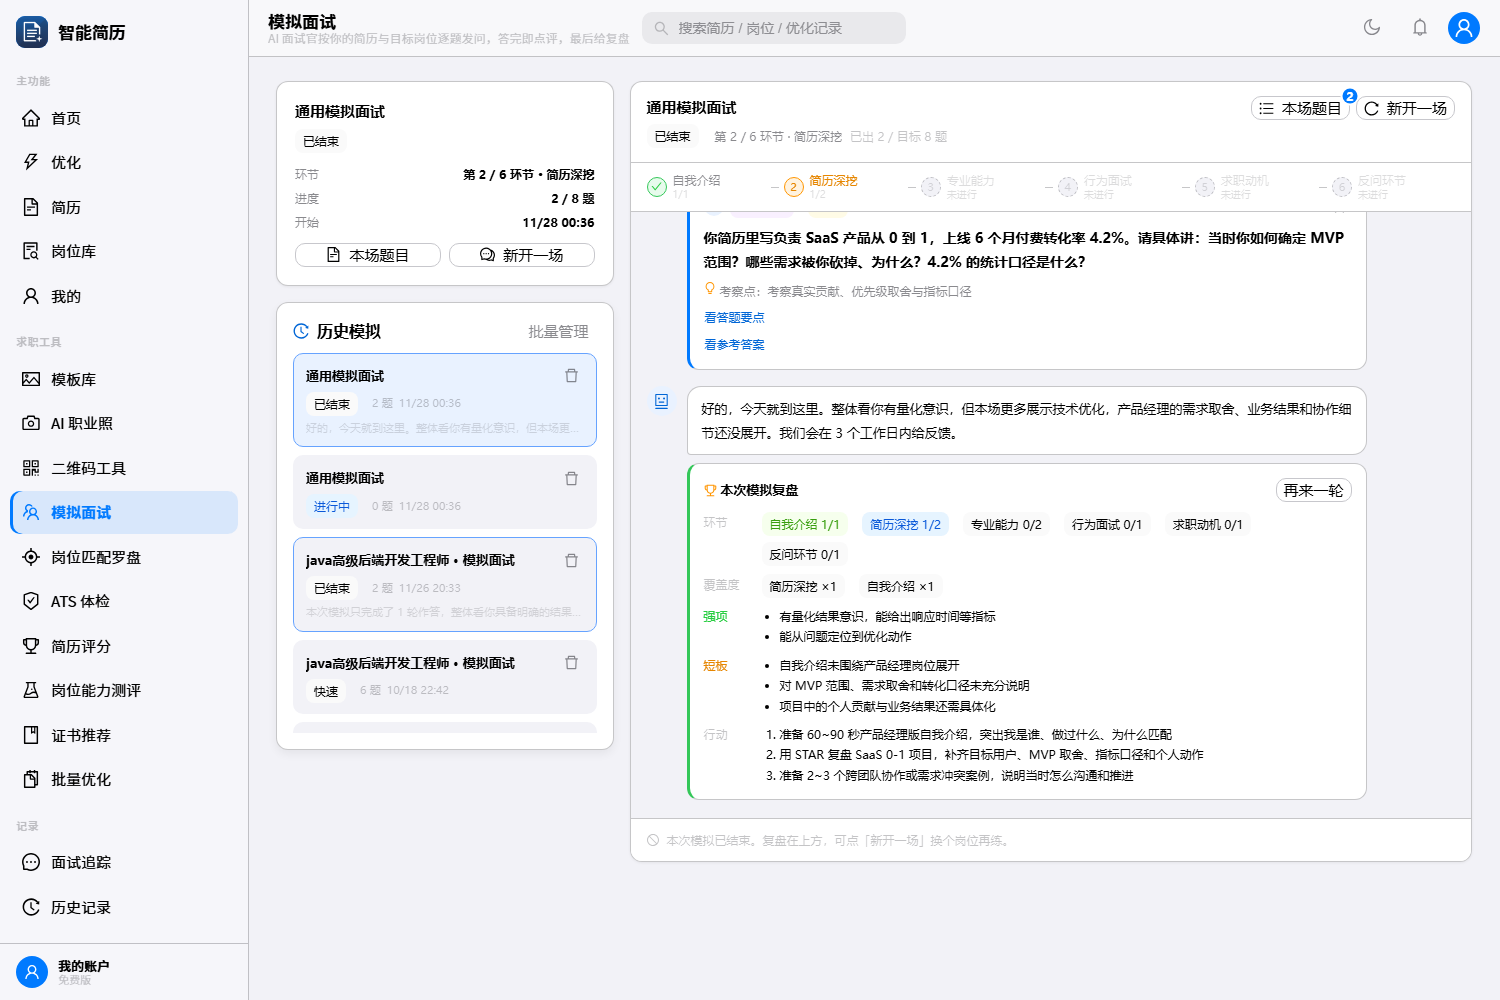 智能简历
主功能
首页
优化
简历
岗位库
我的
求职工具
模板库
AI 职业照
二维码工具
模拟面试
岗位匹配罗盘
ATS 体检
简历评分
岗位能力测评
证书推荐
批量优化
记录
面试追踪
历史记录
我的账户
免费版
模拟面试
AI 面试官按你的简历与目标岗位逐题发问，答完即点评，最后给复盘
搜索简历 / 岗位 / 优化记录
通用模拟面试
已结束
环节 第 2 / 6 环节 • 简历深挖
进度 2 / 8 题
开始 11/28 00:36
本场题目 新开一场
历史模拟 批量管理
通用模拟面试
已结束 2 题 11/28 00:36
好的，今天就到这里。整体看你有量化意识，但本场更...
通用模拟面试
进行中 0 题 11/28 00:36
java高级后端开发工程师 • 模拟面试
已结束 2 题 11/26 20:33
本次模拟只完成了 1 轮作答，整体看你具备明确的结果...
java高级后端开发工程师 • 模拟面试
快速 6 题 10/18 22:42
通用模拟面试
本场题目 2 新开一场
已结束 第 2 / 6 环节 · 简历深挖 已出 2 / 目标 8 题
自我介绍 1/1
2 简历深挖 1/2
3 专业能力 未进行
4 行为面试 未进行
5 求职动机 未进行
6 反问环节 未进行
你简历里写负责 SaaS 产品从 0 到 1，上线 6 个月付费转化率 4.2%。请具体讲：当时你如何确定 MVP
范围？哪些需求被你砍掉、为什么？4.2% 的统计口径是什么？
考察点：考察真实贡献、优先级取舍与指标口径
看答题要点
看参考答案
好的，今天就到这里。整体看你有量化意识，但本场更多展示技术优化，产品经理的需求取舍、业务结果和协作细
节还没展开。我们会在 3 个工作日内给反馈。
本次模拟复盘 再来一轮
环节 自我介绍 1/1 简历深挖 1/2 专业能力 0/2 行为面试 0/1 求职动机 0/1
反问环节 0/1
覆盖度 简历深挖 ×1 自我介绍 ×1
强项 • 有量化结果意识，能给出响应时间等指标
• 能从问题定位到优化动作
短板 • 自我介绍未围绕产品经理岗位展开
• 对 MVP 范围、需求取舍和转化口径未充分说明
• 项目中的个人贡献与业务结果还需具体化
行动 1. 准备 60~90 秒产品经理版自我介绍，突出我是谁、做过什么、为什么匹配
2. 用 STAR 复盘 SaaS 0-1 项目，补齐目标用户、MVP 取舍、指标口径和个人动作
3. 准备 2~3 个跨团队协作或需求冲突案例，说明当时怎么沟通和推进
本次模拟已结束。复盘在上方，可点「新开一场」换个岗位再练。